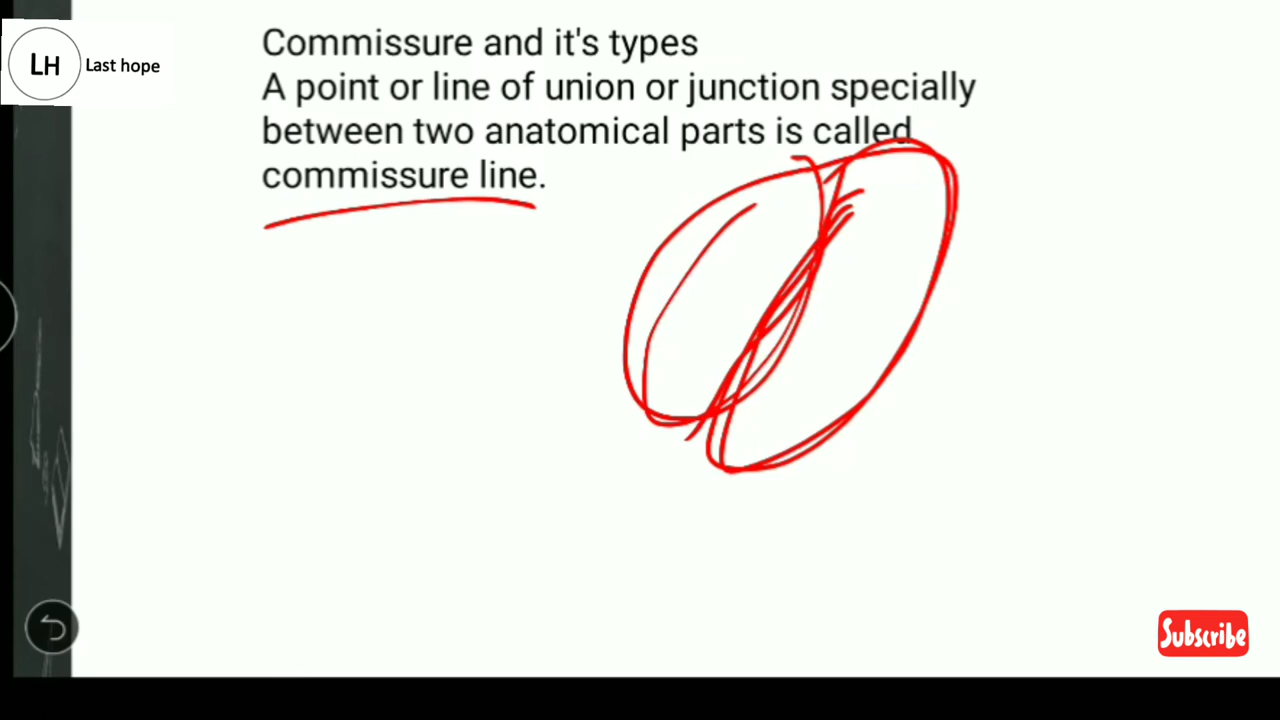 LH Last hope
Commissure and it's types
A point or line of union or junction specially
between two anatomical parts is called
commissure line.
Subscribe